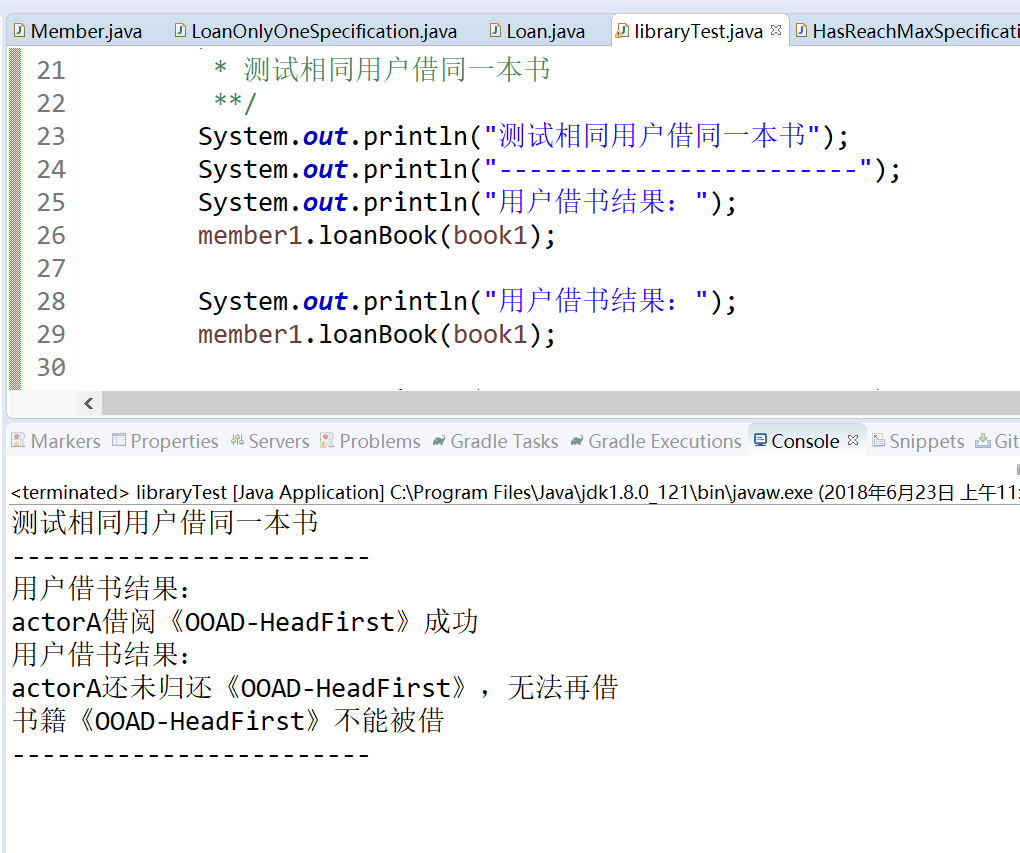 Member.java LoanOnlyOneSpecification.java Loan.java libraryTest.java HasReachMaxSpecificati
21 * 测试相同用户借同一本书
22 **/
23 System.out.println("测试相同用户借同一本书");
24 System.out.println("------------------------");
25 System.out.println("用户借书结果：");
26 member1.loanBook(book1);
27
28 System.out.println("用户借书结果：");
29 member1.loanBook(book1);
30
Markers Properties Servers Problems Gradle Tasks Gradle Executions Console Snippets Git
<terminated> libraryTest [Java Application] C:\Program Files\Java\jdk1.8.0_121\bin\javaw.exe (2018年6月23日 上午11:
测试相同用户借同一本书
------------------------
用户借书结果：
actorA借阅《OOAD-HeadFirst》成功
用户借书结果：
actorA还未归还《OOAD-HeadFirst》，无法再借
书籍《OOAD-HeadFirst》不能被借
------------------------